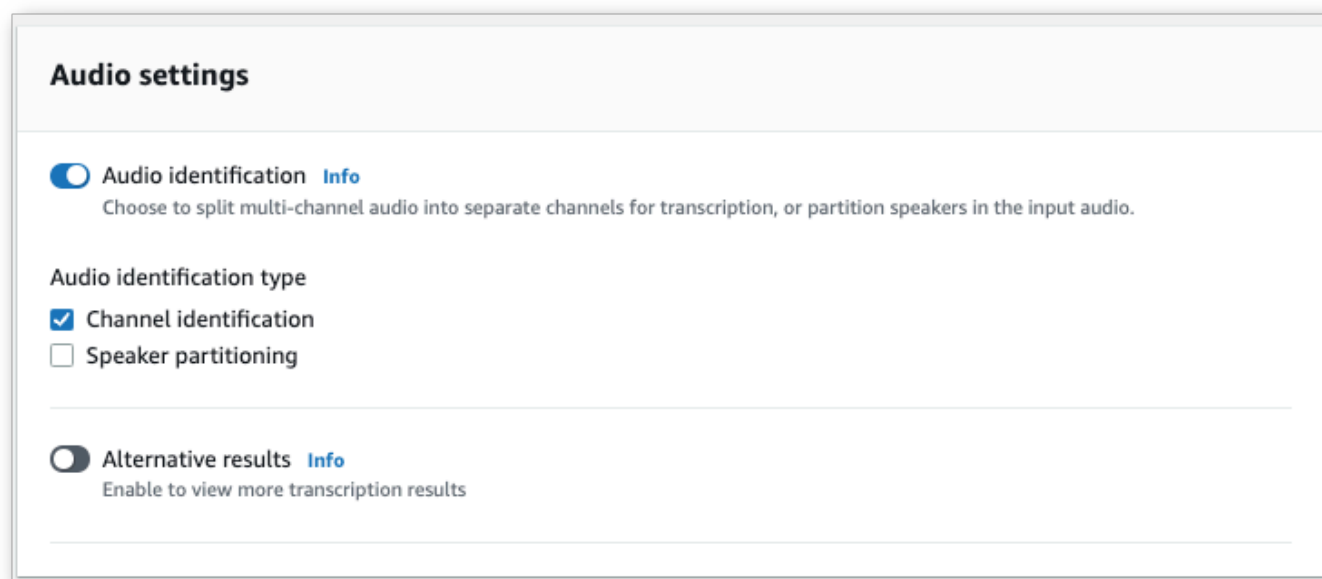 Audio settings
Audio identification Info
Choose to split multi-channel audio into separate channels for transcription, or partition speakers in the input audio.
Audio identification type
Channel identification
Speaker partitioning
Alternative results Info
Enable to view more transcription results